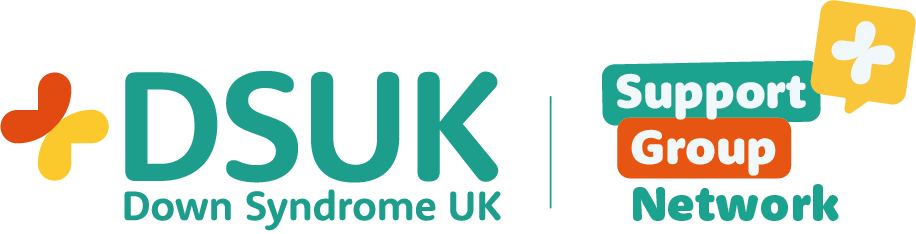 DSUK
Down Syndrome UK
Support
Group
Network